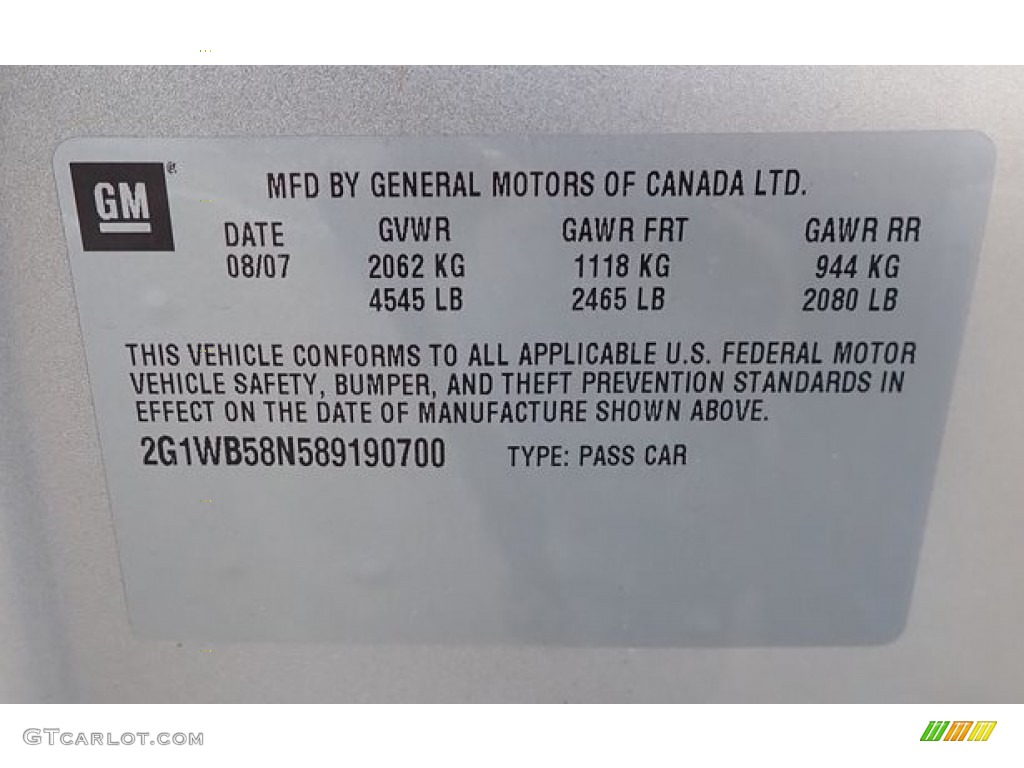 GM ®
MFD BY GENERAL MOTORS OF CANADA LTD.
DATE GVWR GAWR FRT GAWR RR
08/07 2062 KG 1118 KG 944 KG
4545 LB 2465 LB 2080 LB
THIS VEHICLE CONFORMS TO ALL APPLICABLE U.S. FEDERAL MOTOR
VEHICLE SAFETY, BUMPER, AND THEFT PREVENTION STANDARDS IN
EFFECT ON THE DATE OF MANUFACTURE SHOWN ABOVE.
2G1WB58N589190700 TYPE: PASS CAR
GTCARLOT.COM